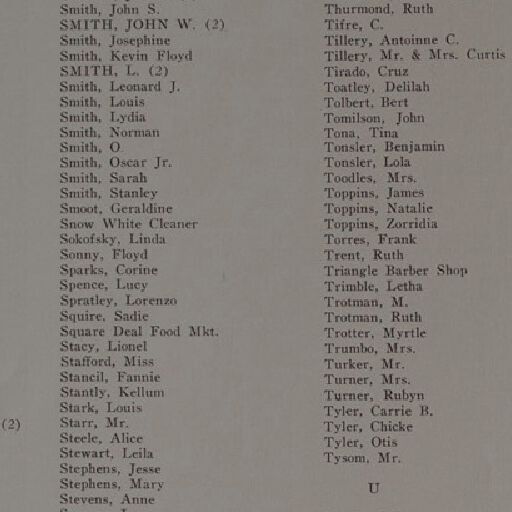 Smith, John S.
SMITH, JOHN W. (2)
Smith, Josephine
Smith, Kevin Floyd
SMITH, L. (2)
Smith, Leonard J.
Smith, Louis
Smith, Lydia
Smith, Norman
Smith, O.
Smith, Oscar Jr.
Smith, Sarah
Smith, Stanley
Smoot, Geraldine
Snow White Cleaner
Sokofsky, Linda
Sonny, Floyd
Sparks, Corine
Spence, Lucy
Spratley, Lorenzo
Squire, Sadie
Square Deal Food Mkt.
Stacy, Lionel
Stafford, Miss
Stancil, Fannie
Stantly, Kellum
Stark, Louis
(2)
Starr, Mr.
Steele, Alice
Stewart, Leila
Stephens, Jesse
Stephens, Mary
Stevens, Anne
Thurmond, Ruth
Tifre, C.
Tillery, Antoinne C.
Tillery, Mr. & Mrs. Curtis
Tirado, Cruz
Toatley, Delilah
Tolbert, Bert
Tomilson, John
Tona, Tina
Tonsler, Benjamin
Tonsler, Lola
Toodles, Mrs.
Toppins, James
Toppins, Natalie
Toppins, Zorridia
Torres, Frank
Trent, Ruth
Triangle Barber Shop
Trimble, Letha
Trotman, M.
Trotman, Ruth
Trotter, Myrtle
Trumbo, Mrs.
Turker, Mr.
Turner, Mrs.
Turner, Rubyn
Tyler, Carrie B.
Tyler, Chicke
Tyler, Otis
Tysom, Mr.
U